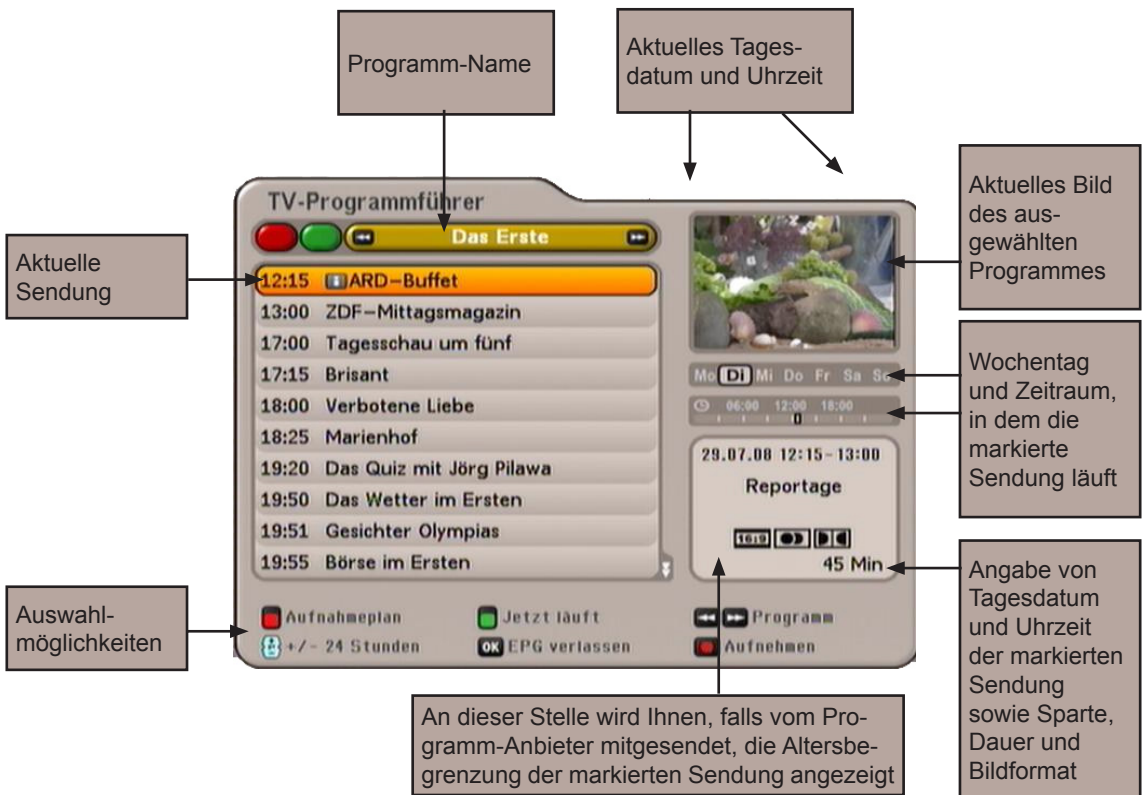 Programm-Name
Aktuelles Tages-
datum und Uhrzeit
Aktuelle
Sendung
Auswahl-
möglichkeiten
TV-Programmführer
Das Erste
12:15 ARD-Buffet
13:00 ZDF-Mittagsmagazin
17:00 Tagesschau um fünf
17:15 Brisant
18:00 Verbotene Liebe
18:25 Marienhof
19:20 Das Quiz mit Jörg Pilawa
19:50 Das Wetter im Ersten
19:51 Gesichter Olympias
19:55 Börse im Ersten
Mo Di Mi Do Fr Sa So
06:00 12:00 18:00
29.07.08 12:15-13:00
Reportage
16:9
45 Min
Aufnahmeplan Jetzt läuft Programm
+/- 24 Stunden OK EPG verlassen Aufnehmen
Aktuelles Bild
des aus-
gewählten
Programmes
Wochentag
und Zeitraum,
in dem die
markierte
Sendung läuft
Angabe von
Tagesdatum
und Uhrzeit
der markierten
Sendung
sowie Sparte,
Dauer und
Bildformat
An dieser Stelle wird Ihnen, falls vom Pro-
gramm-Anbieter mitgesendet, die Altersbe-
grenzung der markierten Sendung angezeigt